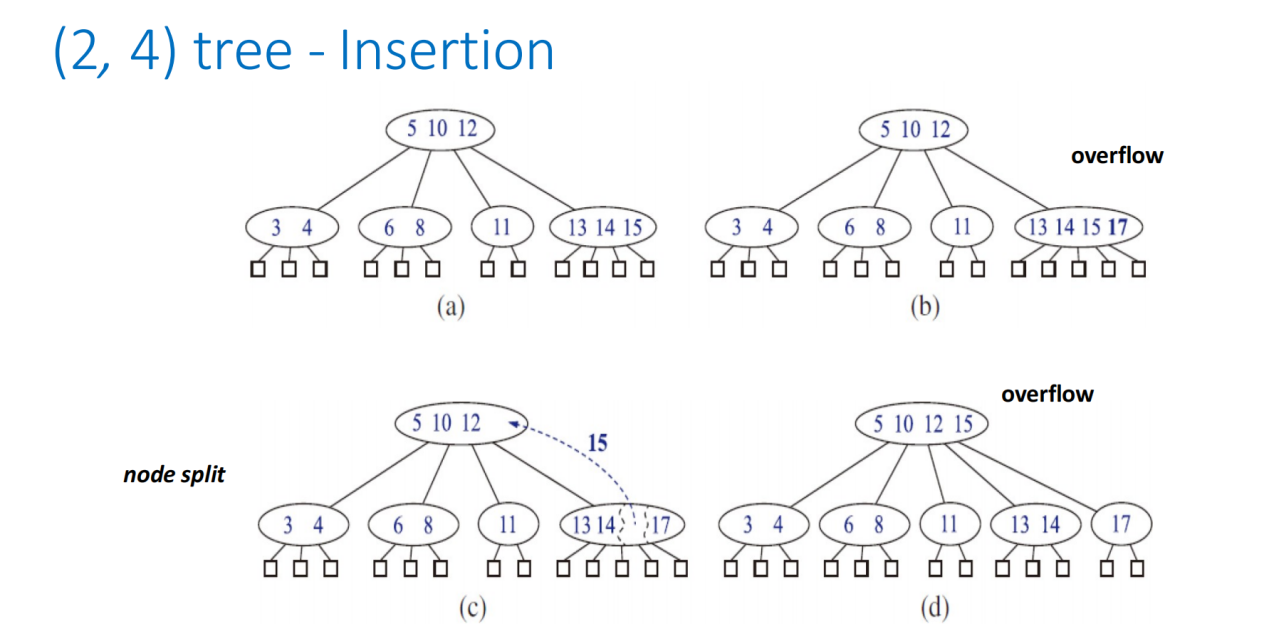 (2, 4) tree - Insertion
5 10 12
3 4
6 8
11
13 14 15
(a)
5 10 12
overflow
3 4
6 8
11
13 14 15 17
(b)
node split
5 10 12
15
3 4
6 8
11
13 14 17
(c)
overflow
5 10 12 15
3 4
6 8
11
13 14
17
(d)